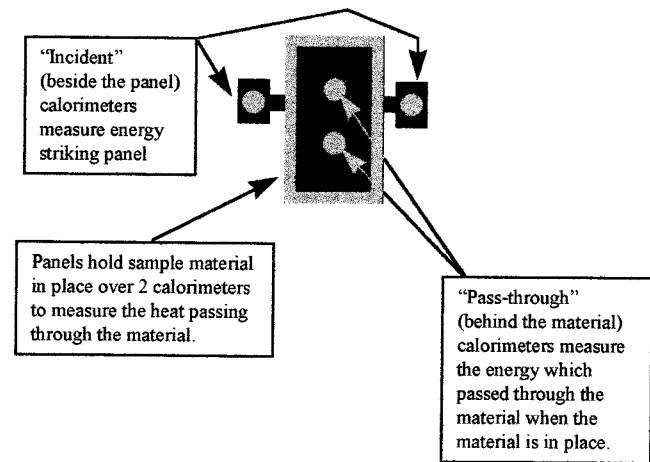 “Incident”
(beside the panel)
calorimeters
measure energy
striking panel
Panels hold sample material
in place over 2 calorimeters
to measure the heat passing
through the material.
“Pass-through”
(behind the material)
calorimeters measure
the energy which
passed through the
material when the
material is in place.